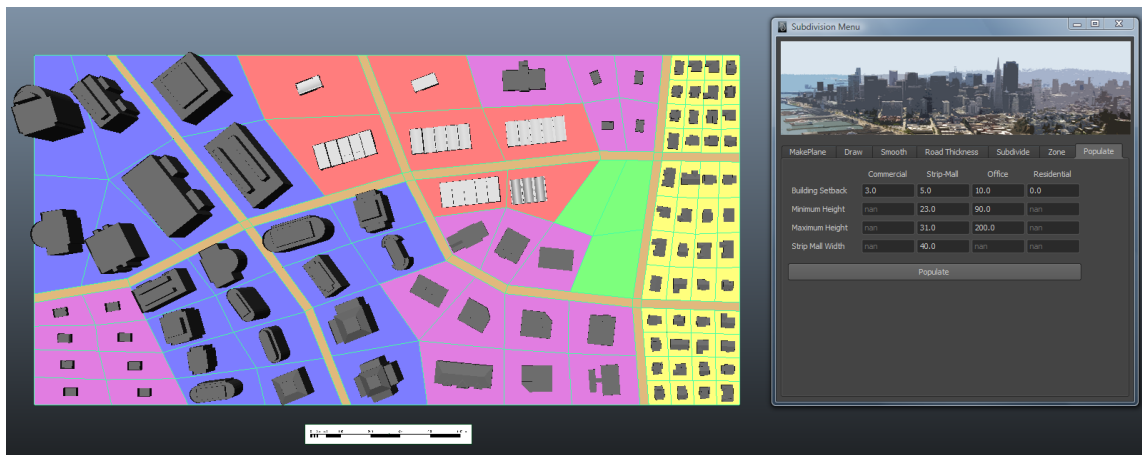 Subdivision Menu
MakePlane Draw Smooth Road Thickness Subdivide Zone Populate
Commercial Strip-Mall Office Residential
Building Setback 3.0 5.0 10.0 0.0
Minimum Height nan 23.0 90.0 nan
Maximum Height nan 31.0 200.0 nan
Strip Mall Width nan 40.0 nan nan
Populate